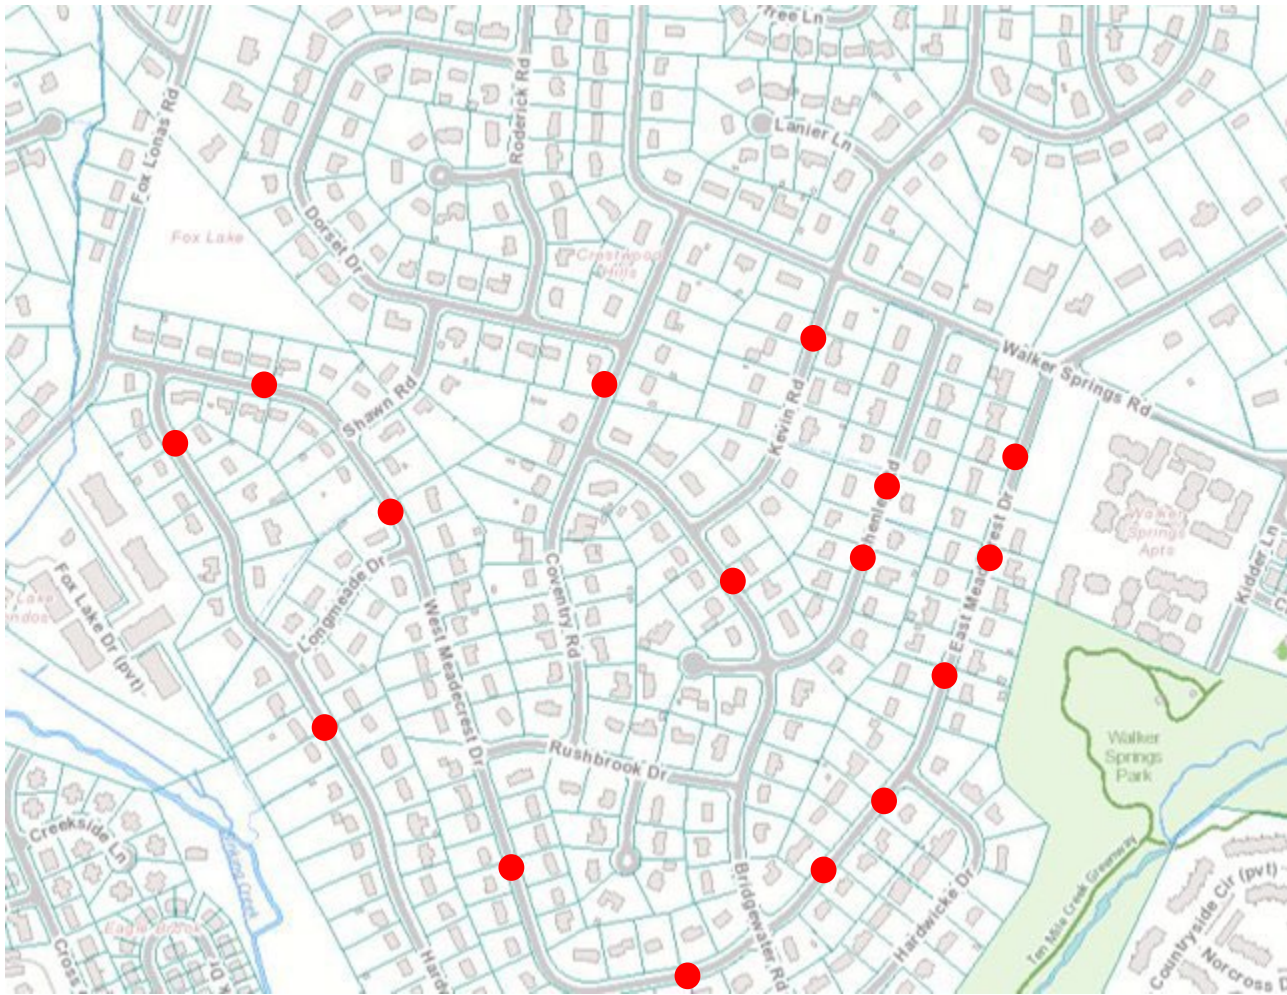 Tree Ln
Roderick Rd
Fox Lonas Rd
Lanier Ln
Dorset Dr
Fox Lake
Crestwood
Hills
Walker Springs Rd
Kevin Rd
Shawn Rd
East Meadecrest Dr
Walker
Springs
Apts
Kidder Ln
Fox Lake Dr (pvt)
Longmeade Dr
Coventry Rd
West Meadecrest Dr
Rushbrook Dr
Walker
Springs
Park
Creekside Ln
Bridgewater Rd
Ten Mile Creek Greenway
Countryside Cir (pvt)
Hardwicke Dr
Eagle Brook
Norcross
Cross
Hardw